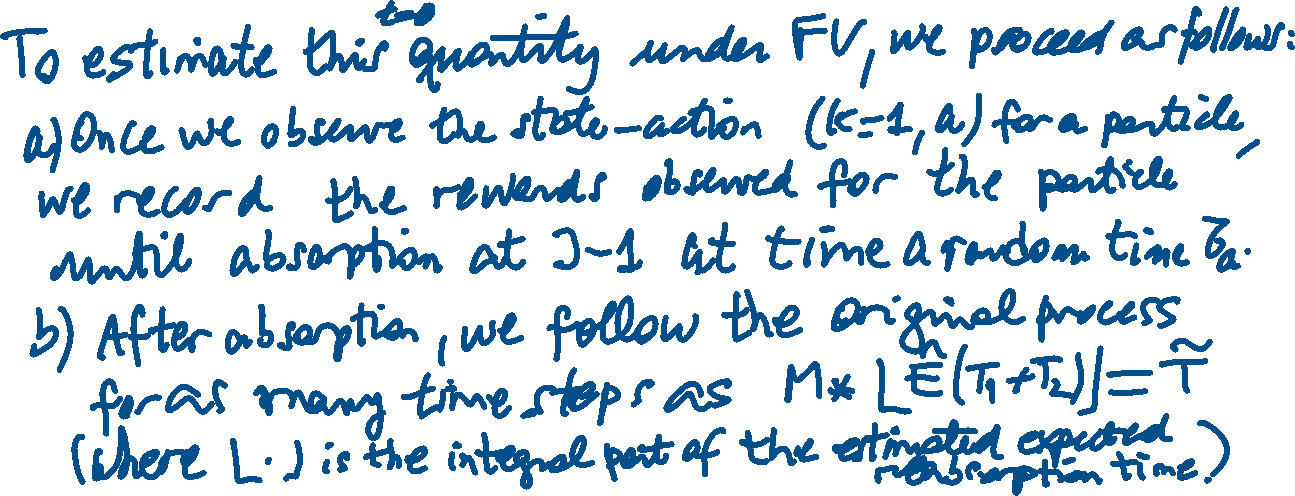 To estimate this quantity under FV, we proceed as follows:
a) Once we observe the state-action (K=1, a) for a particle,
we record the rewards observed for the particle
until absorption at J-1 at time a random time ζa.
b) After absorption, we follow the original process
for as many time steps as M* ⌊Ê(T1+T2)⌋ = T̃
(where ⌊·⌋ is the integral part of the estimated expected
reabsorption time.)